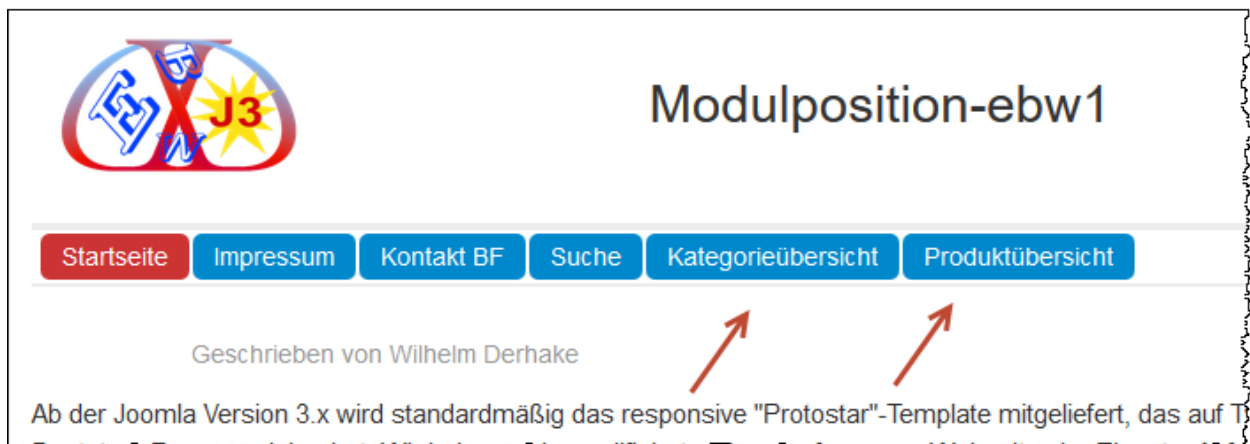 EBW
J3
Modulposition-ebw1
Startseite Impressum Kontakt BF Suche Kategorieübersicht Produktübersicht
Geschrieben von Wilhelm Derhake
Ab der Joomla Version 3.x wird standardmäßig das responsive "Protostar"-Template mitgeliefert, das auf